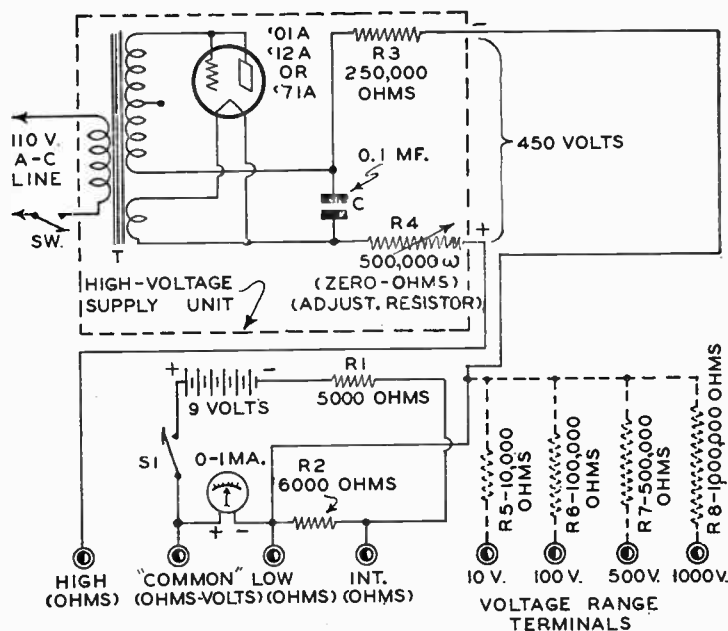 '01A
'12A
OR
'71A
−
R3
250,000
OHMS
110 V.
A-C
LINE
SW.
T
0.1 MF.
C
450 VOLTS
R4
+
500,000 ω
(ZERO-OHMS)
(ADJUST. RESISTOR)
HIGH-VOLTAGE
SUPPLY UNIT
+ −
9 VOLTS
R1
5000 OHMS
S1
0-1 MA.
+ −
R2
6000 OHMS
R5-10,000
OHMS
R6-100,000
OHMS
R7-500,000
OHMS
R8-1,000,000 OHMS
HIGH
(OHMS)
"COMMON"
(OHMS-VOLTS)
LOW
(OHMS)
INT.
(OHMS)
10 V.
100 V.
500 V.
1000 V.
VOLTAGE RANGE
TERMINALS